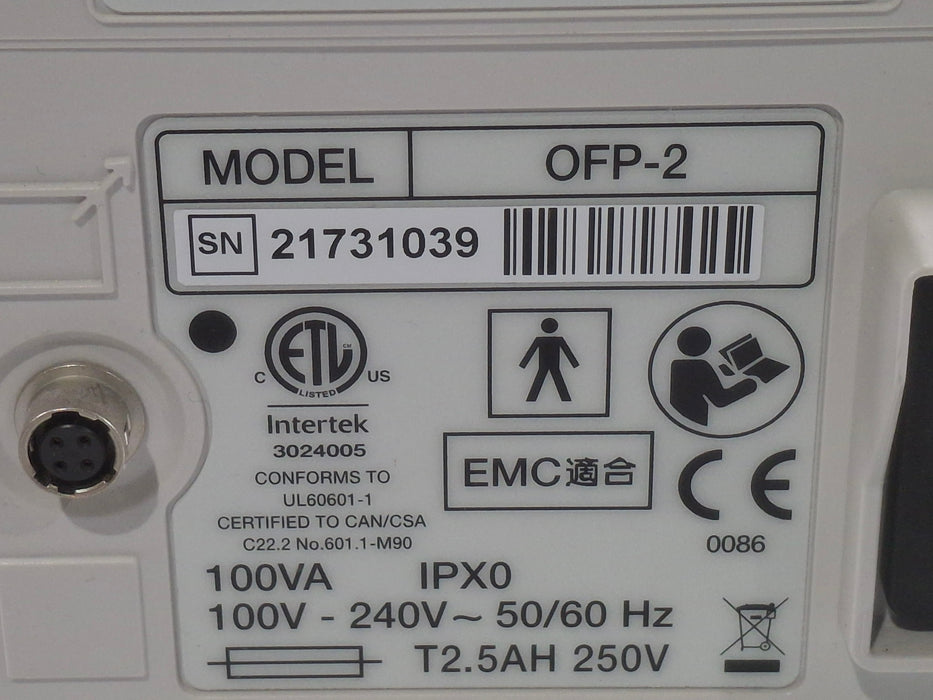 MODEL OFP-2
SN 21731039
ETL CM
C US
LISTED
Intertek
3024005
CONFORMS TO
UL60601-1
CERTIFIED TO CAN/CSA
C22.2 No.601.1-M90
EMC適合
CE
0086
100VA IPX0
100V - 240V~ 50/60 Hz
T2.5AH 250V